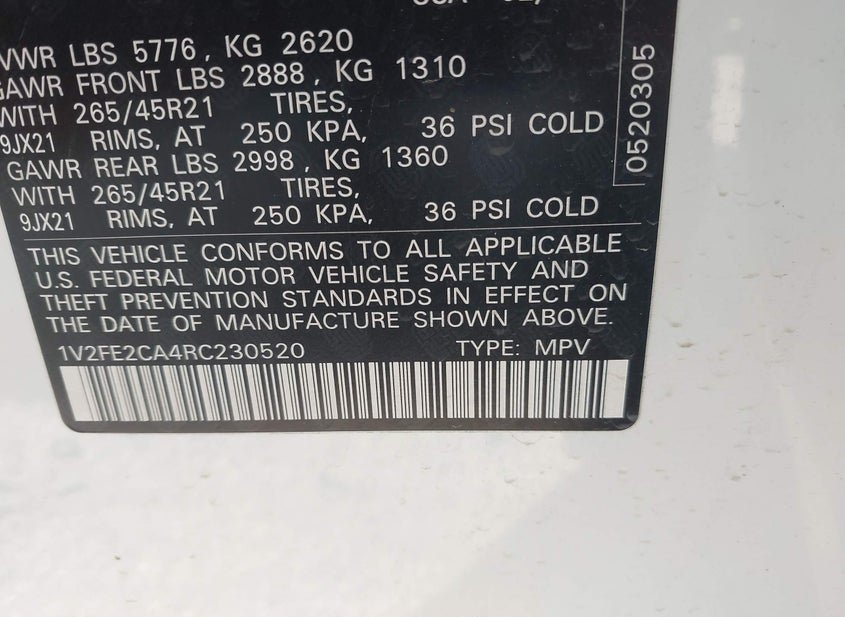 VWR LBS 5776, KG 2620
GAWR FRONT LBS 2888, KG 1310
WITH 265/45R21 TIRES,
9JX21 RIMS, AT 250 KPA, 36 PSI COLD
GAWR REAR LBS 2998, KG 1360
WITH 265/45R21 TIRES,
9JX21 RIMS, AT 250 KPA, 36 PSI COLD
THIS VEHICLE CONFORMS TO ALL APPLICABLE
U.S. FEDERAL MOTOR VEHICLE SAFETY AND
THEFT PREVENTION STANDARDS IN EFFECT ON
THE DATE OF MANUFACTURE SHOWN ABOVE.
1V2FE2CA4RC230520 TYPE: MPV
0520305